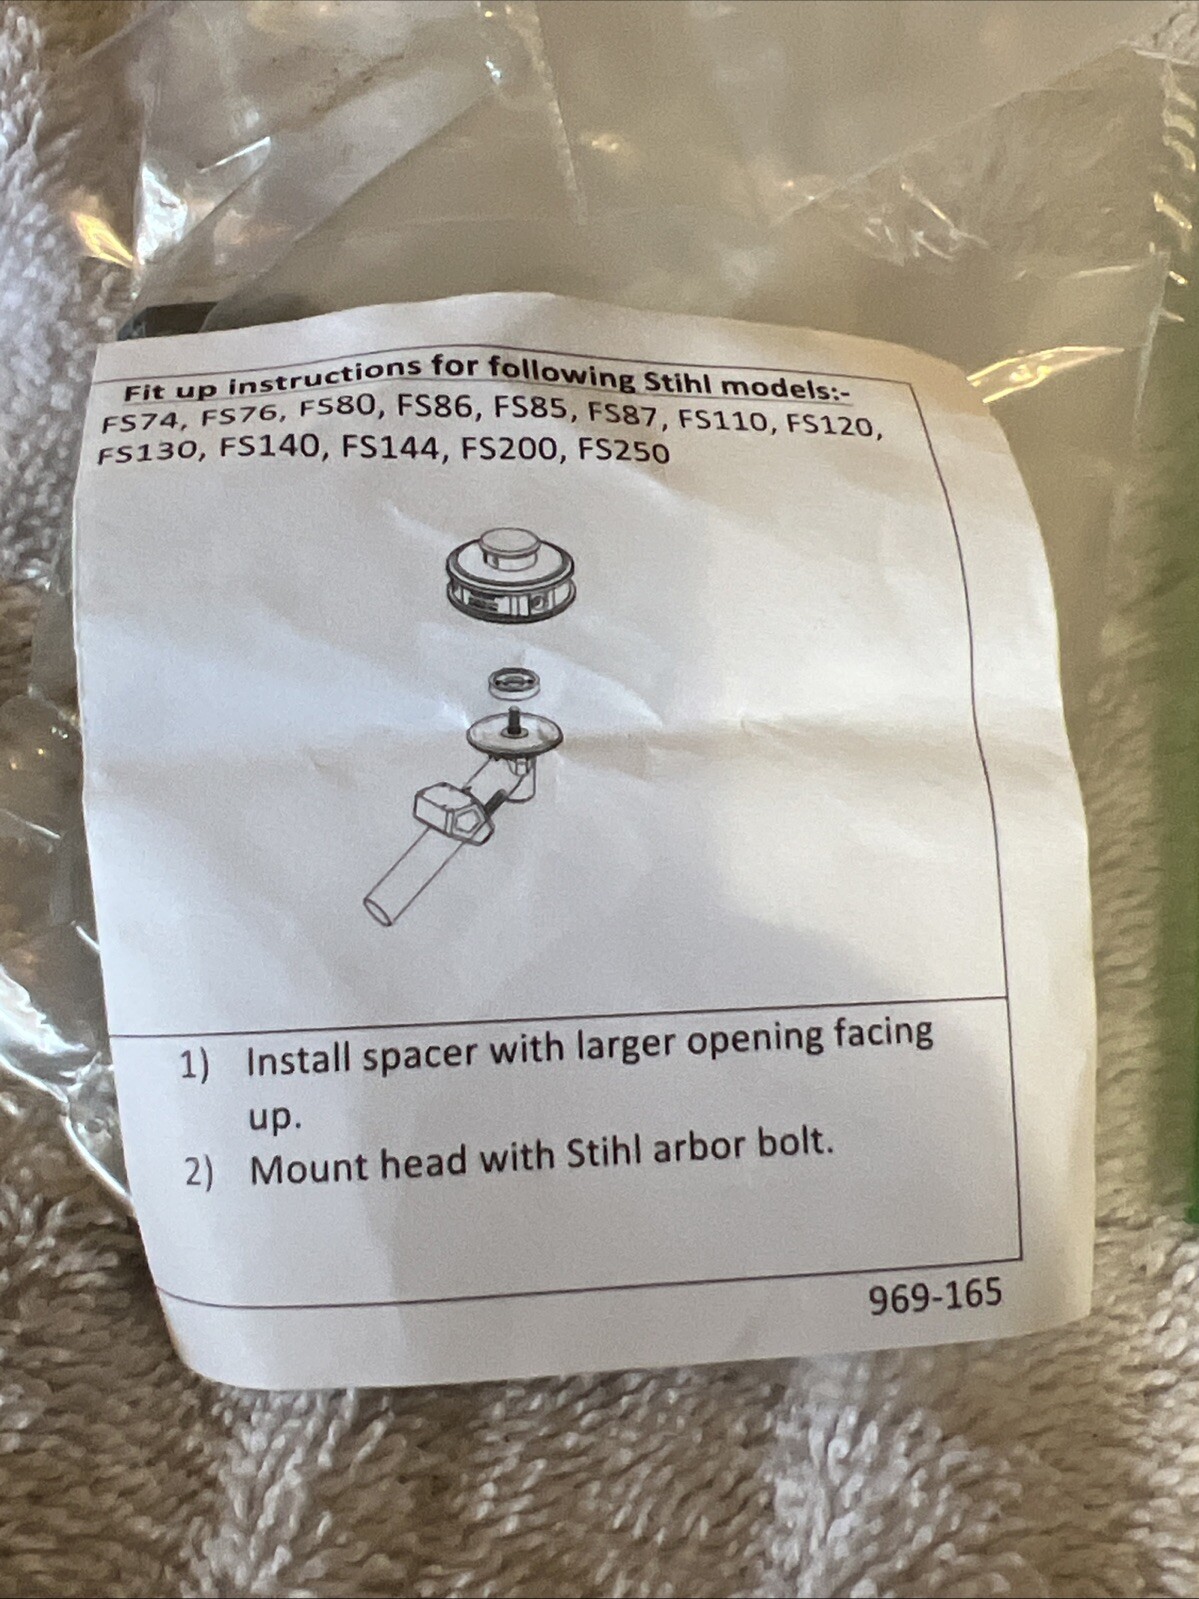 Fit up instructions for following Stihl models:-
FS74, FS76, FS80, FS86, FS85, FS87, FS110, FS120,
FS130, FS140, FS144, FS200, FS250
1) Install spacer with larger opening facing
up.
2) Mount head with Stihl arbor bolt.
969-165